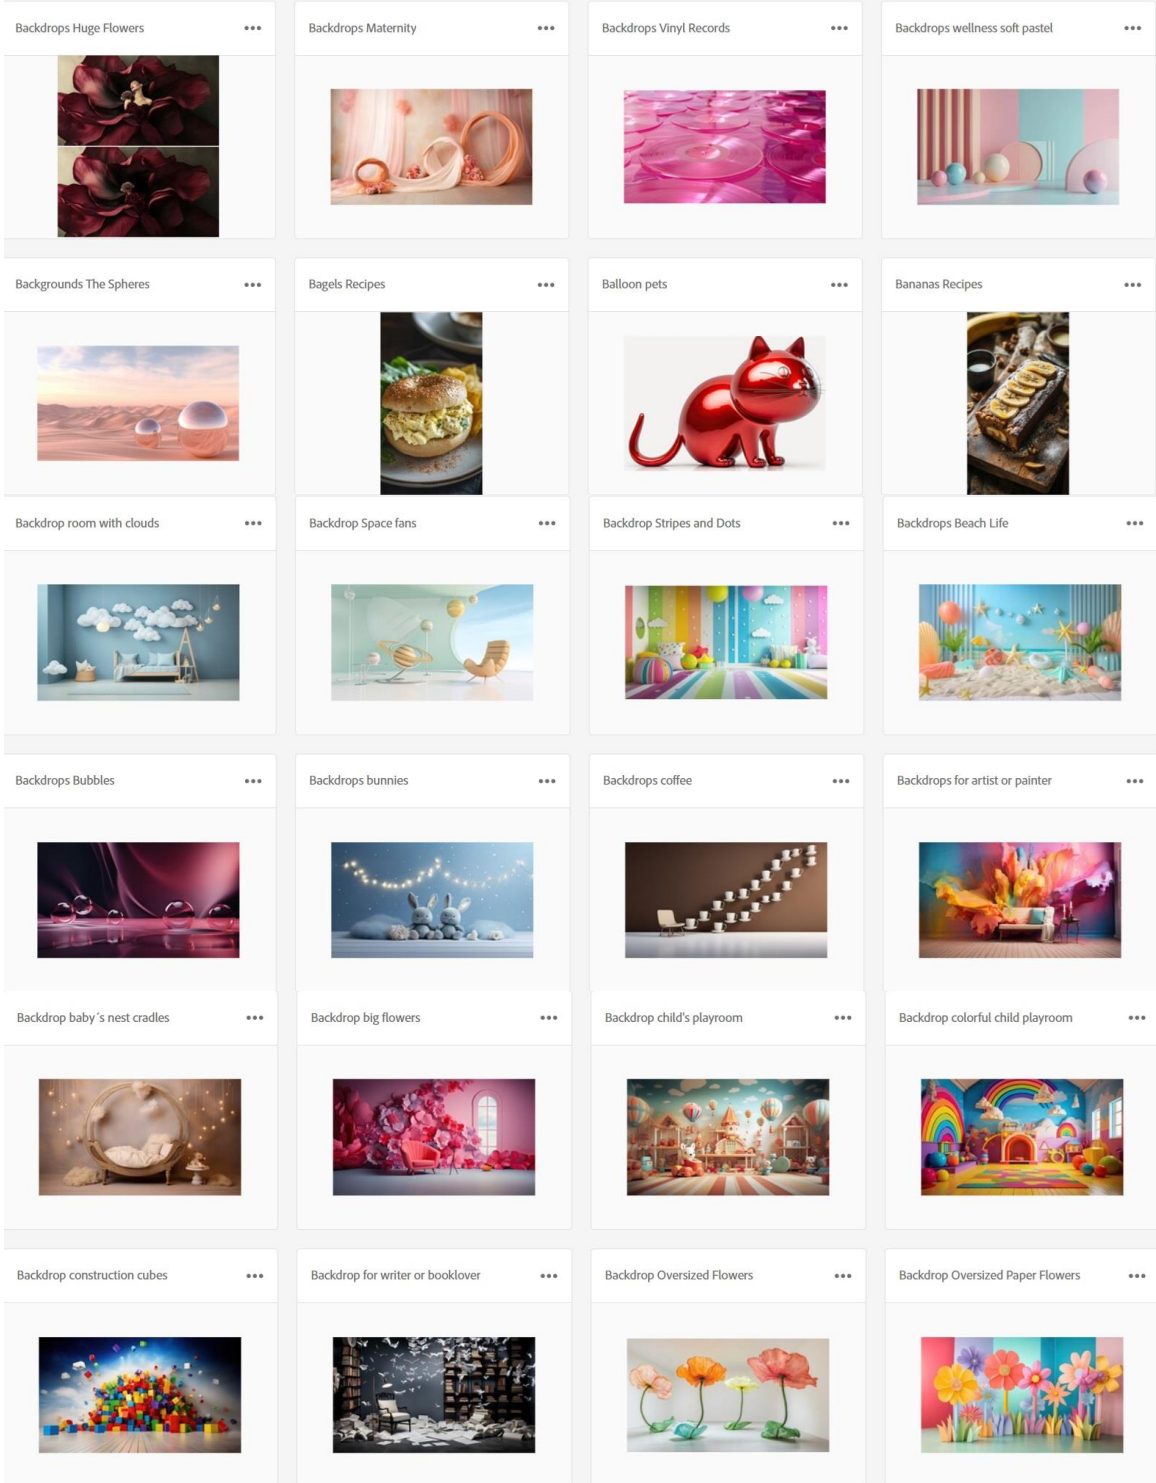 Backdrops Huge Flowers
Backdrops Maternity
Backdrops Vinyl Records
Backdrops wellness soft pastel
Backgrounds The Spheres
Bagels Recipes
Balloon pets
Bananas Recipes
Backdrop room with clouds
Backdrop Space fans
Backdrop Stripes and Dots
Backdrops Beach Life
Backdrops Bubbles
Backdrops bunnies
Backdrops coffee
Backdrops for artist or painter
Backdrop baby´s nest cradles
Backdrop big flowers
Backdrop child's playroom
Backdrop colorful child playroom
Backdrop construction cubes
Backdrop for writer or booklover
Backdrop Oversized Flowers
Backdrop Oversized Paper Flowers